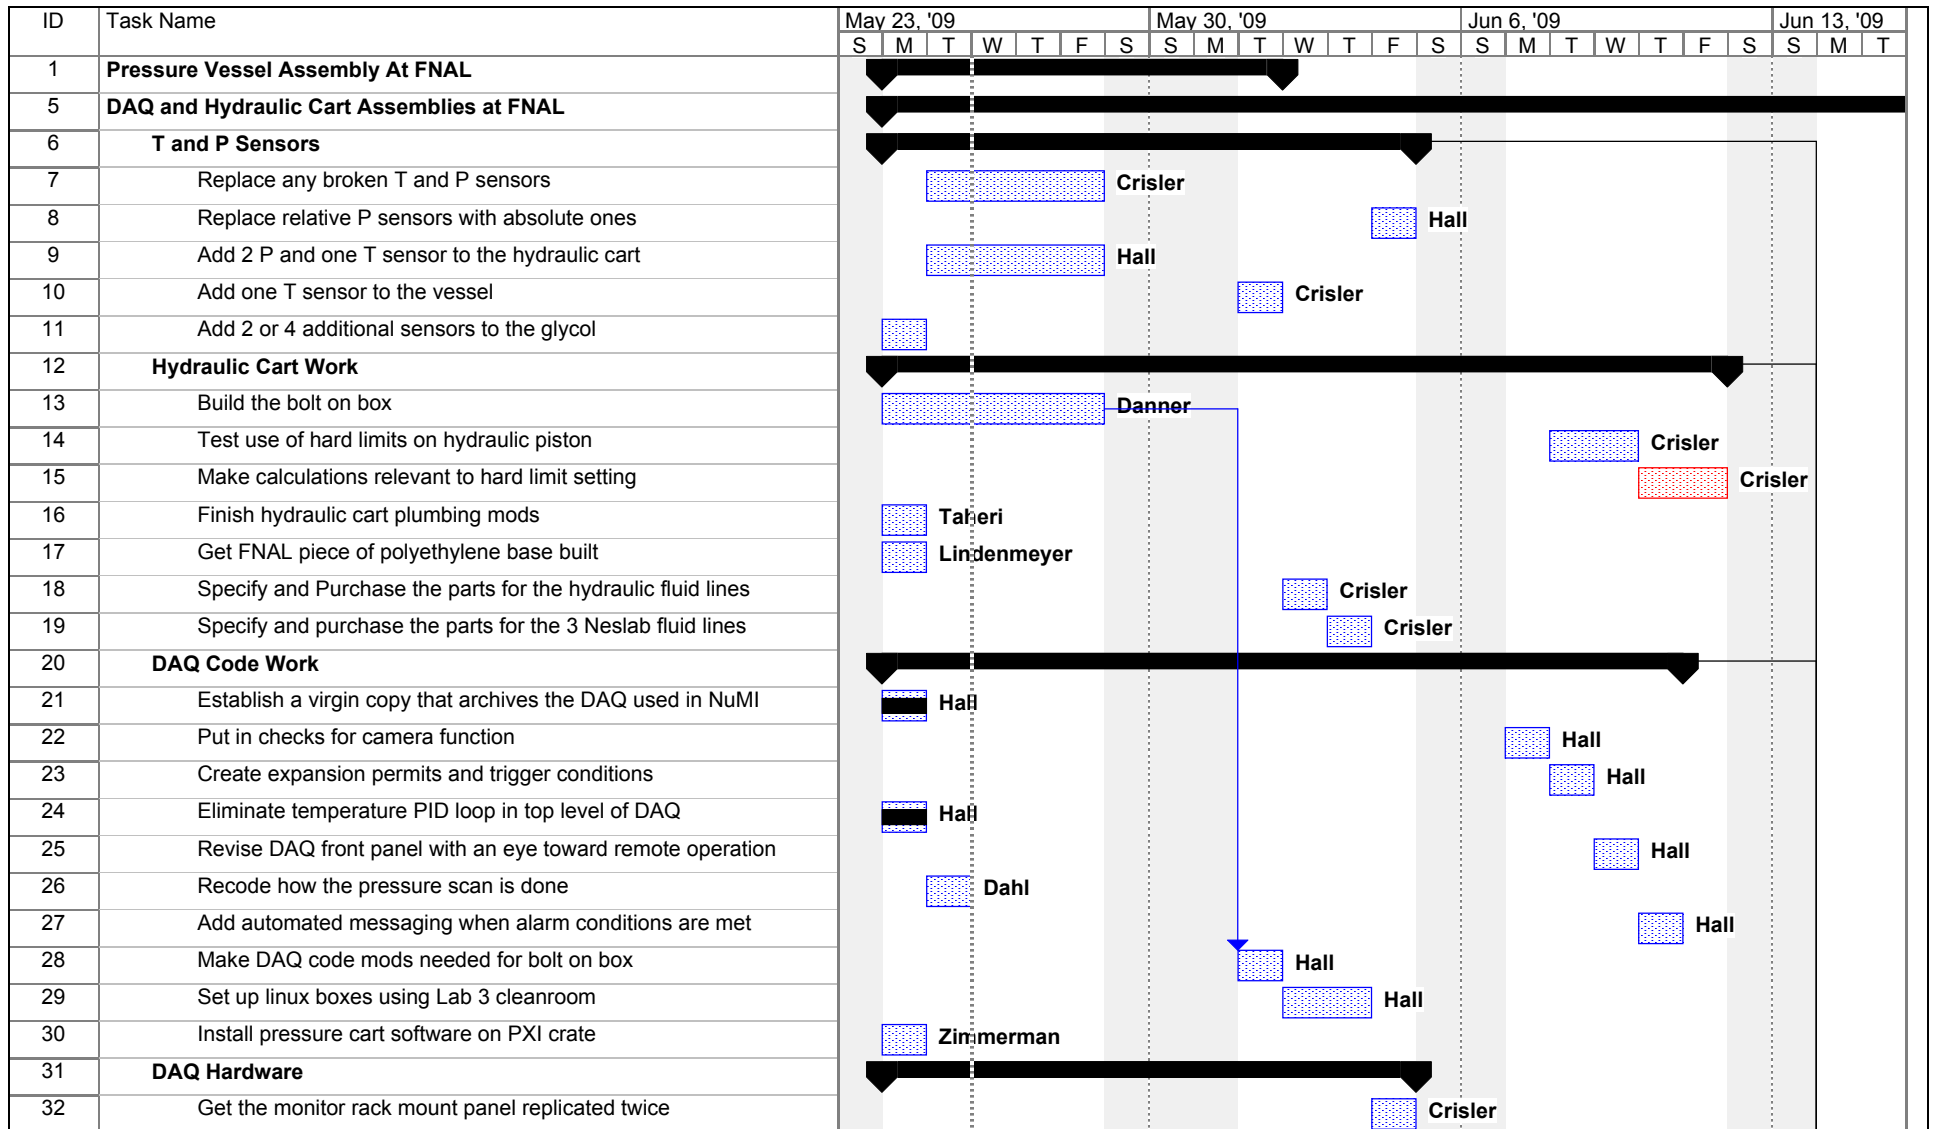 ID Task Name May 23, '09 May 30, '09 Jun 6, '09 Jun 13, '09
S M T W T F S S M T W T F S S M T W T F S S M T
1 Pressure Vessel Assembly At FNAL
5 DAQ and Hydraulic Cart Assemblies at FNAL
6 T and P Sensors
7 Replace any broken T and P sensors Crisler
8 Replace relative P sensors with absolute ones Hall
9 Add 2 P and one T sensor to the hydraulic cart Hall
10 Add one T sensor to the vessel Crisler
11 Add 2 or 4 additional sensors to the glycol
12 Hydraulic Cart Work
13 Build the bolt on box Danner
14 Test use of hard limits on hydraulic piston Crisler
15 Make calculations relevant to hard limit setting Crisler
16 Finish hydraulic cart plumbing mods Taheri
17 Get FNAL piece of polyethylene base built Lindenmeyer
18 Specify and Purchase the parts for the hydraulic fluid lines Crisler
19 Specify and purchase the parts for the 3 Neslab fluid lines Crisler
20 DAQ Code Work
21 Establish a virgin copy that archives the DAQ used in NuMI Hall
22 Put in checks for camera function Hall
23 Create expansion permits and trigger conditions Hall
24 Eliminate temperature PID loop in top level of DAQ Hall
25 Revise DAQ front panel with an eye toward remote operation Hall
26 Recode how the pressure scan is done Dahl
27 Add automated messaging when alarm conditions are met Hall
28 Make DAQ code mods needed for bolt on box Hall
29 Set up linux boxes using Lab 3 cleanroom Hall
30 Install pressure cart software on PXI crate Zimmerman
31 DAQ Hardware
32 Get the monitor rack mount panel replicated twice Crisler